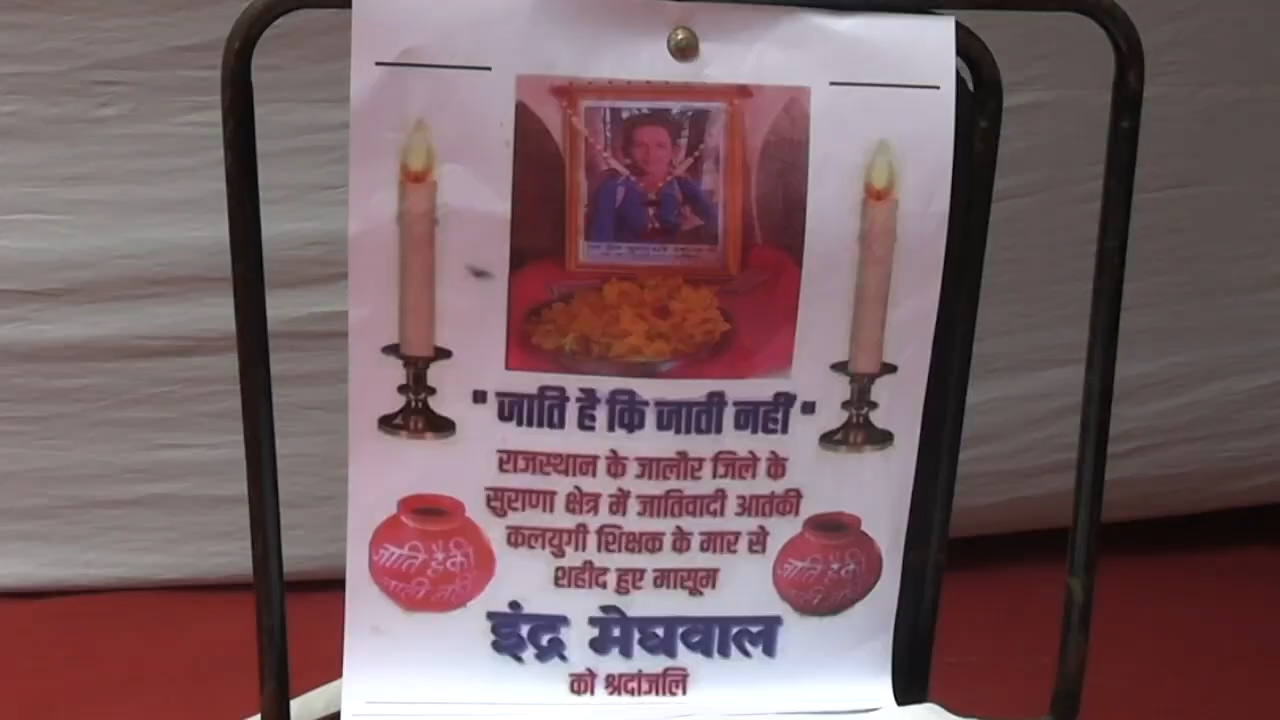 " जाति है कि जाती नहीं "
राजस्थान के जालौर जिले के
सुराणा क्षेत्र में जातिवादी आतंकी
कलयुगी शिक्षक के मार से
शहीद हुए मासूम
इंद्र मेघवाल
को श्रदांजलि
जाति है की
जाति है की